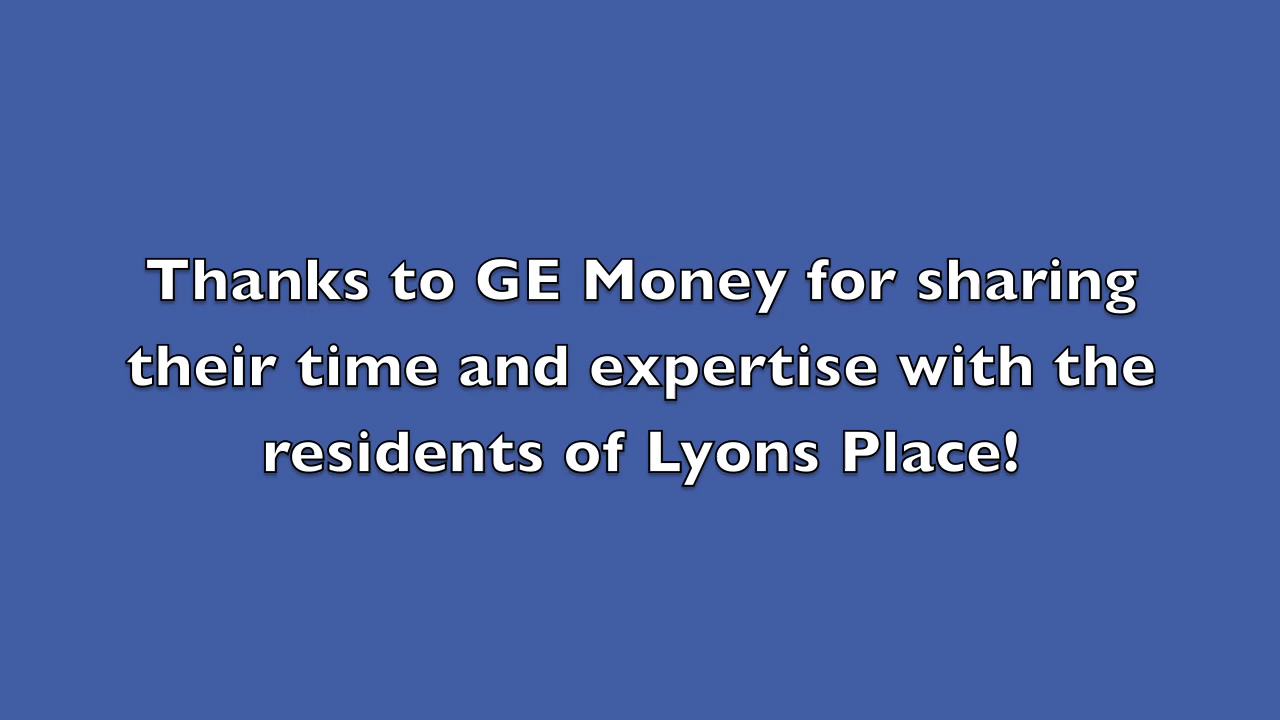 Thanks to GE Money for sharing
their time and expertise with the
residents of Lyons Place!